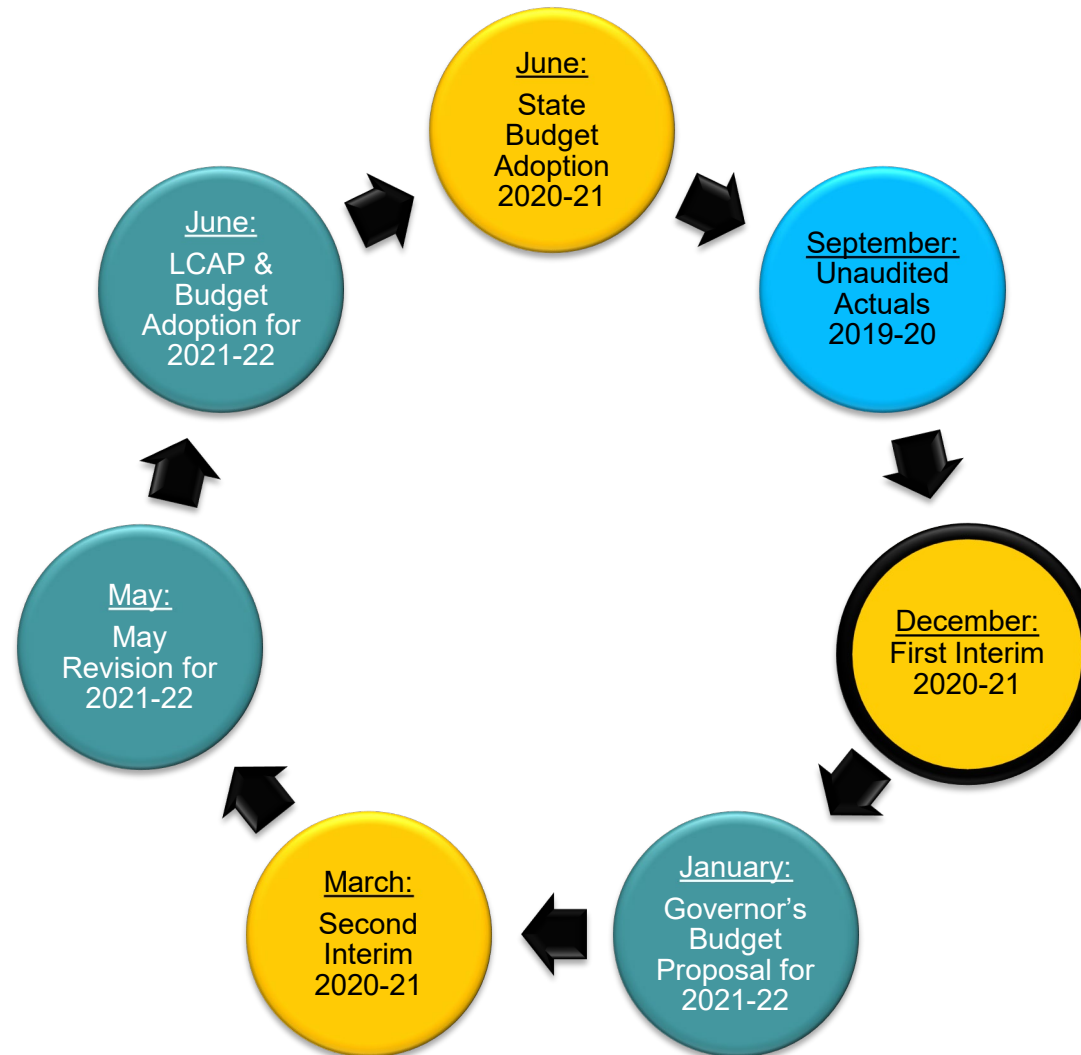 June:
State
Budget
Adoption
2020-21
September:
Unaudited
Actuals
2019-20
December:
First Interim
2020-21
January:
Governor’s
Budget
Proposal for
2021-22
March:
Second
Interim
2020-21
May:
May
Revision for
2021-22
June:
LCAP &
Budget
Adoption for
2021-22